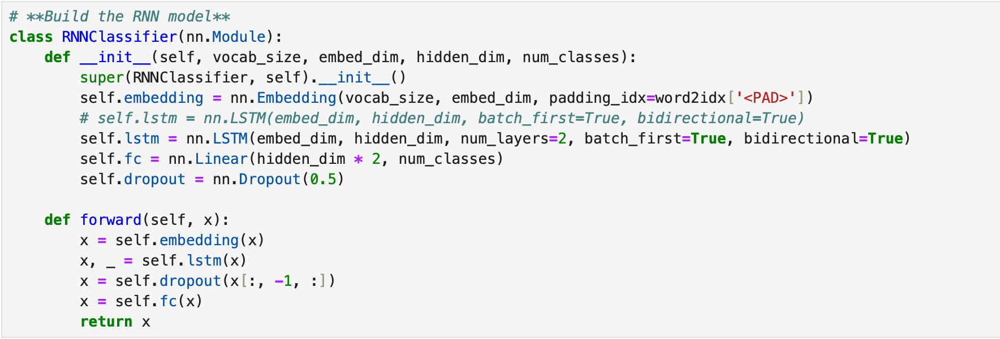 # **Build the RNN model**
class RNNClassifier(nn.Module):
    def __init__(self, vocab_size, embed_dim, hidden_dim, num_classes):
        super(RNNClassifier, self).__init__()
        self.embedding = nn.Embedding(vocab_size, embed_dim, padding_idx=word2idx['<PAD>'])
        # self.lstm = nn.LSTM(embed_dim, hidden_dim, batch_first=True, bidirectional=True)
        self.lstm = nn.LSTM(embed_dim, hidden_dim, num_layers=2, batch_first=True, bidirectional=True)
        self.fc = nn.Linear(hidden_dim * 2, num_classes)
        self.dropout = nn.Dropout(0.5)

    def forward(self, x):
        x = self.embedding(x)
        x, _ = self.lstm(x)
        x = self.dropout(x[:, -1, :])
        x = self.fc(x)
        return x